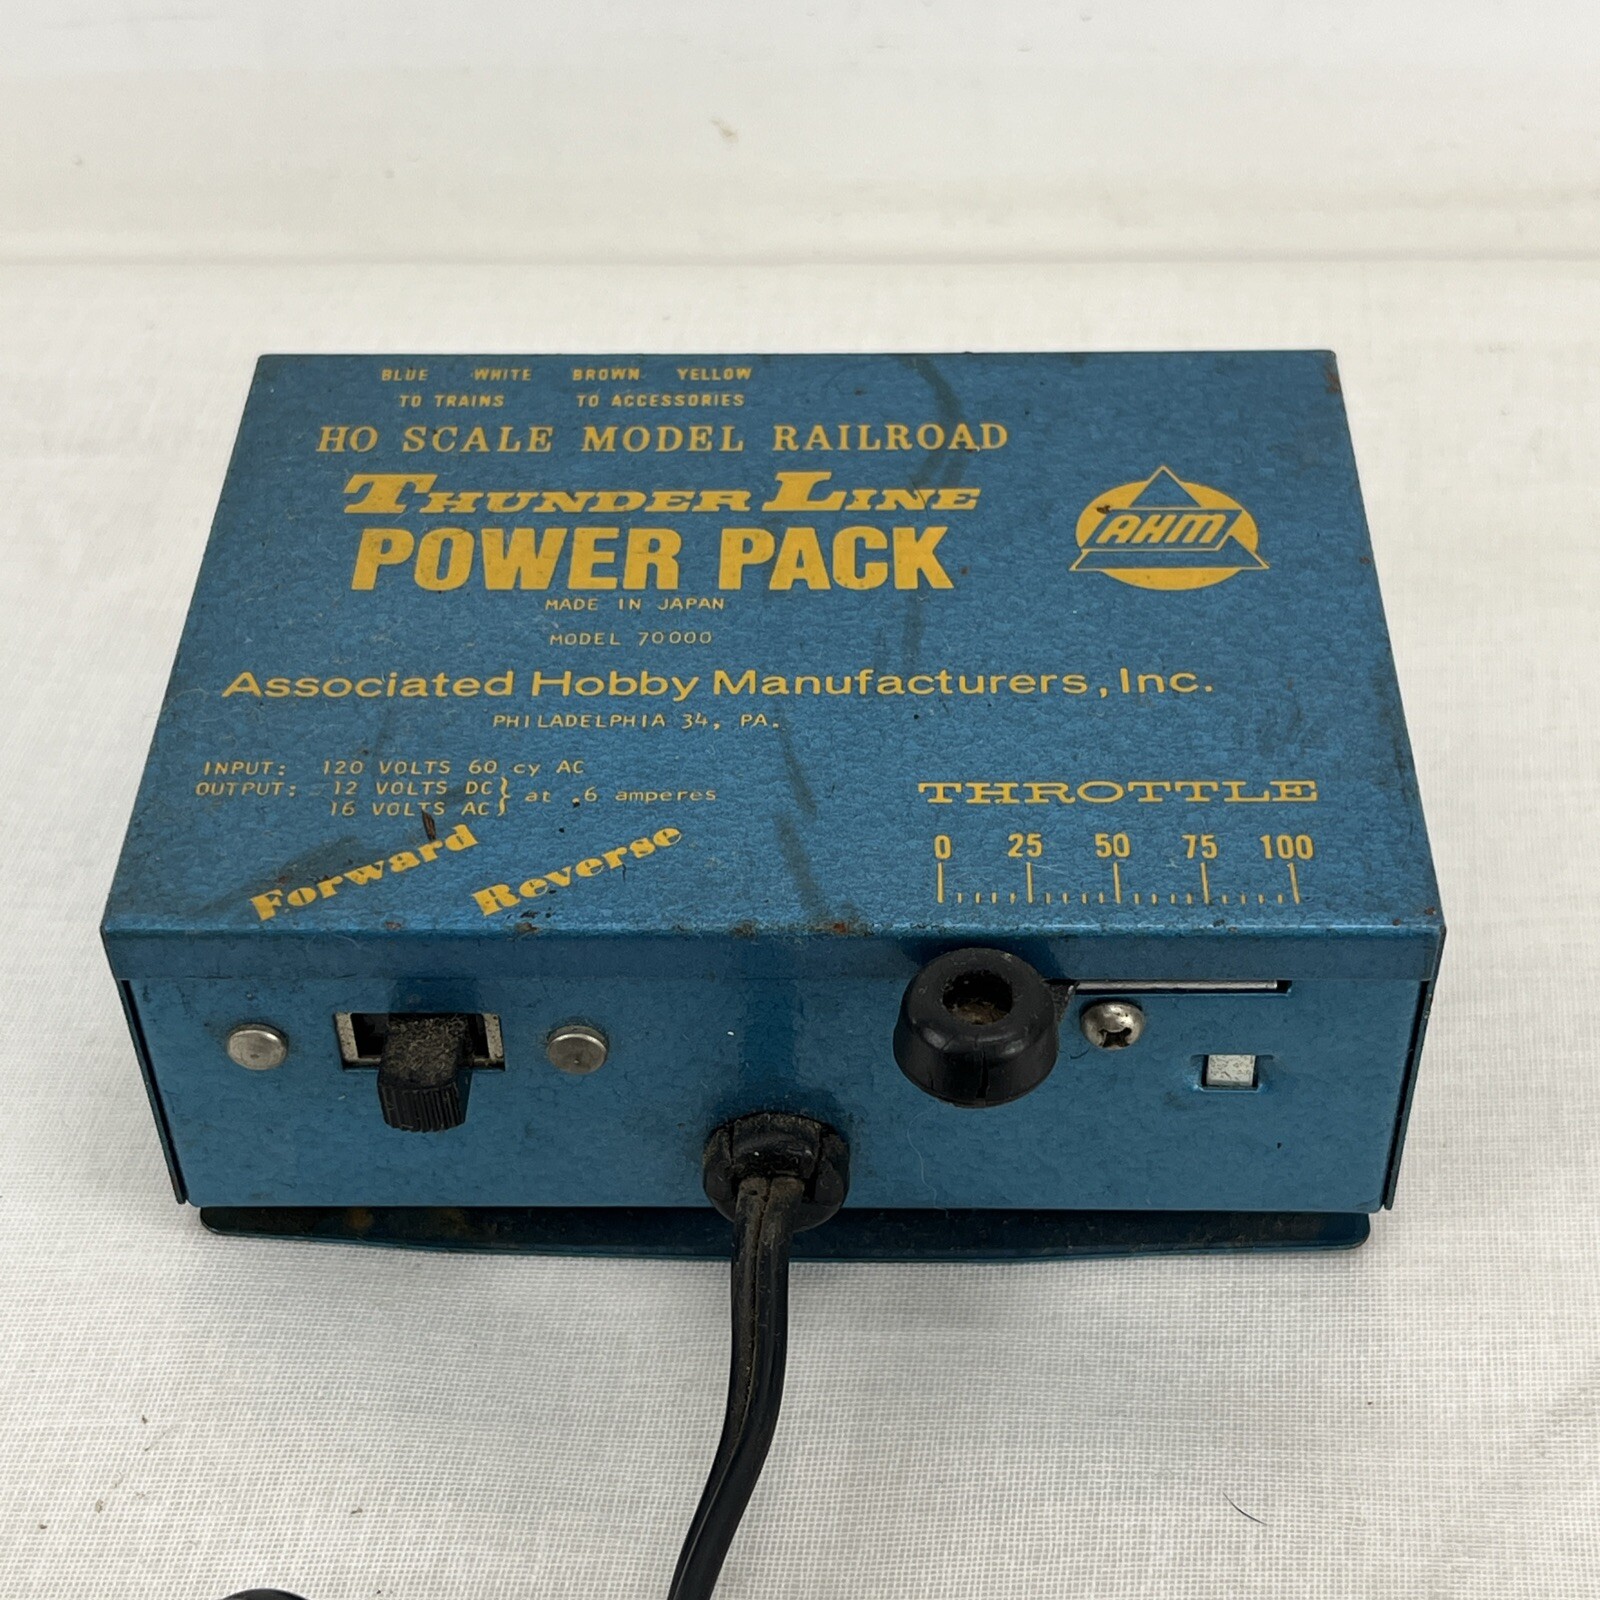 BLUE WHITE BROWN YELLOW
TO TRAINS TO ACCESSORIES
HO SCALE MODEL RAILROAD
THUNDER LINE
POWER PACK
AHM
MADE IN JAPAN
MODEL 70000
Associated Hobby Manufacturers, Inc.
PHILADELPHIA 34, PA.
INPUT: 120 VOLTS 60 cy AC
OUTPUT: 12 VOLTS DC
16 VOLTS AC } at .6 amperes
Forward Reverse
THROTTLE
0 25 50 75 100